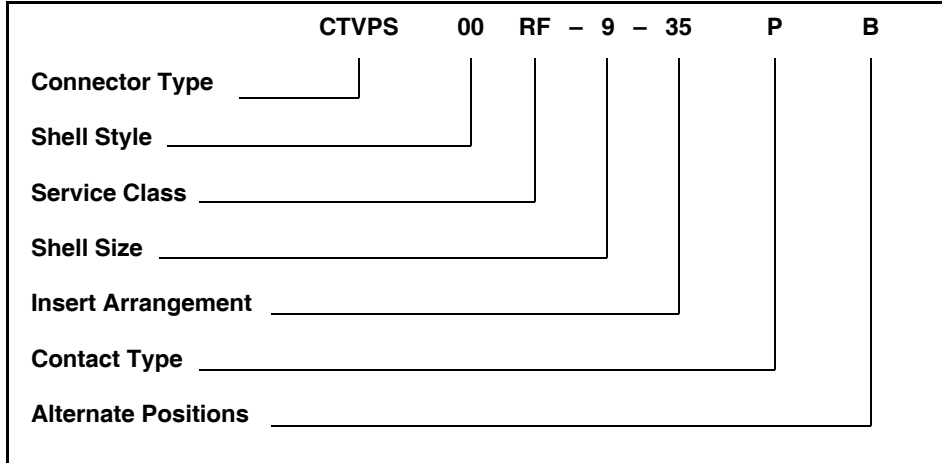 CTVPS 00 RF – 9 – 35 P B
Connector Type
Shell Style
Service Class
Shell Size
Insert Arrangement
Contact Type
Alternate Positions